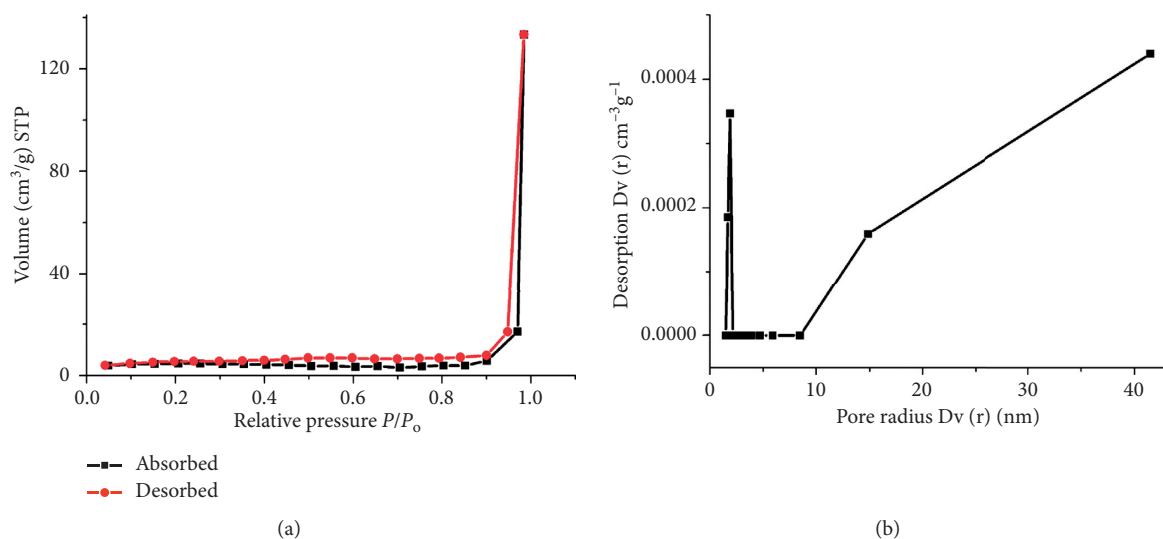 120
80
40
0
0.0 0.2 0.4 0.6 0.8 1.0
Volume (cm³/g) STP
Relative pressure P/Pₒ
Absorbed
Desorbed
(a)
0.0004
0.0002
0.0000
0 10 20 30 40
Desorption Dv (r) cm⁻³g⁻¹
Pore radius Dv (r) (nm)
(b)